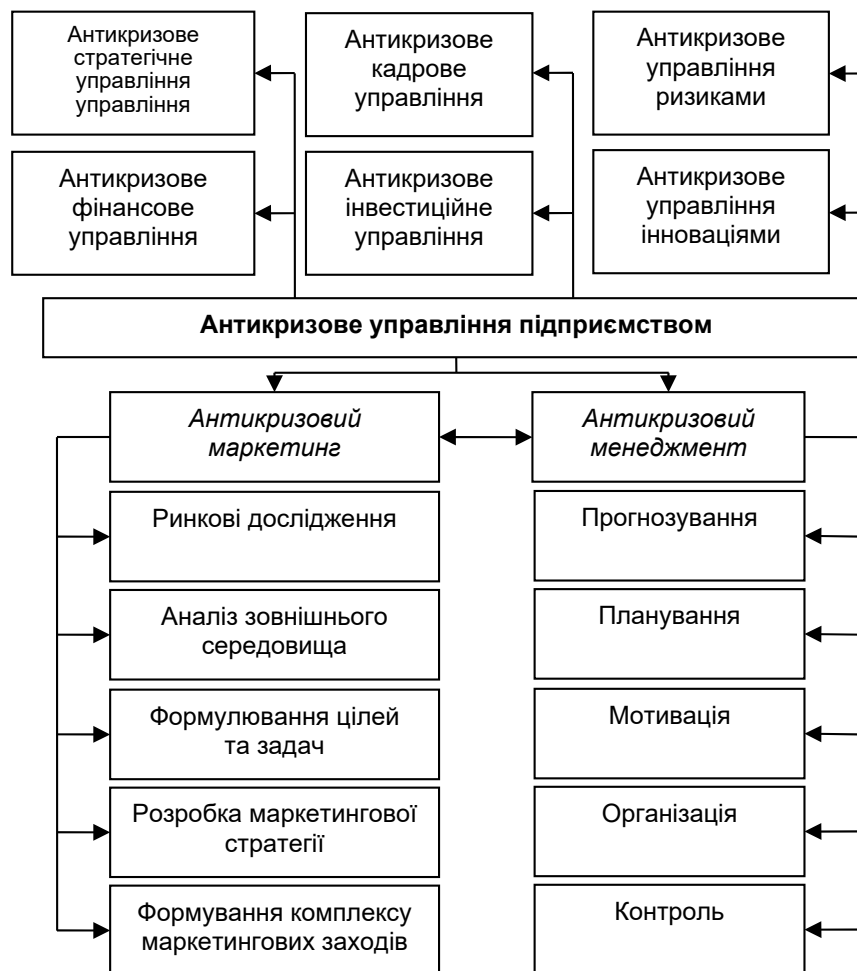 Антикризове
стратегічне
управління
управління
Антикризове
кадрове
управління
Антикризове
управління
ризиками
Антикризове
фінансове
управління
Антикризове
інвестиційне
управління
Антикризове
управління
інноваціями
Антикризове управління підприємством
Антикризовий
маркетинг
Антикризовий
менеджмент
Ринкові дослідження
Прогнозування
Аналіз зовнішнього
середовища
Планування
Формулювання цілей
та задач
Мотивація
Розробка маркетингової
стратегії
Організація
Формування комплексу
маркетингових заходів
Контроль